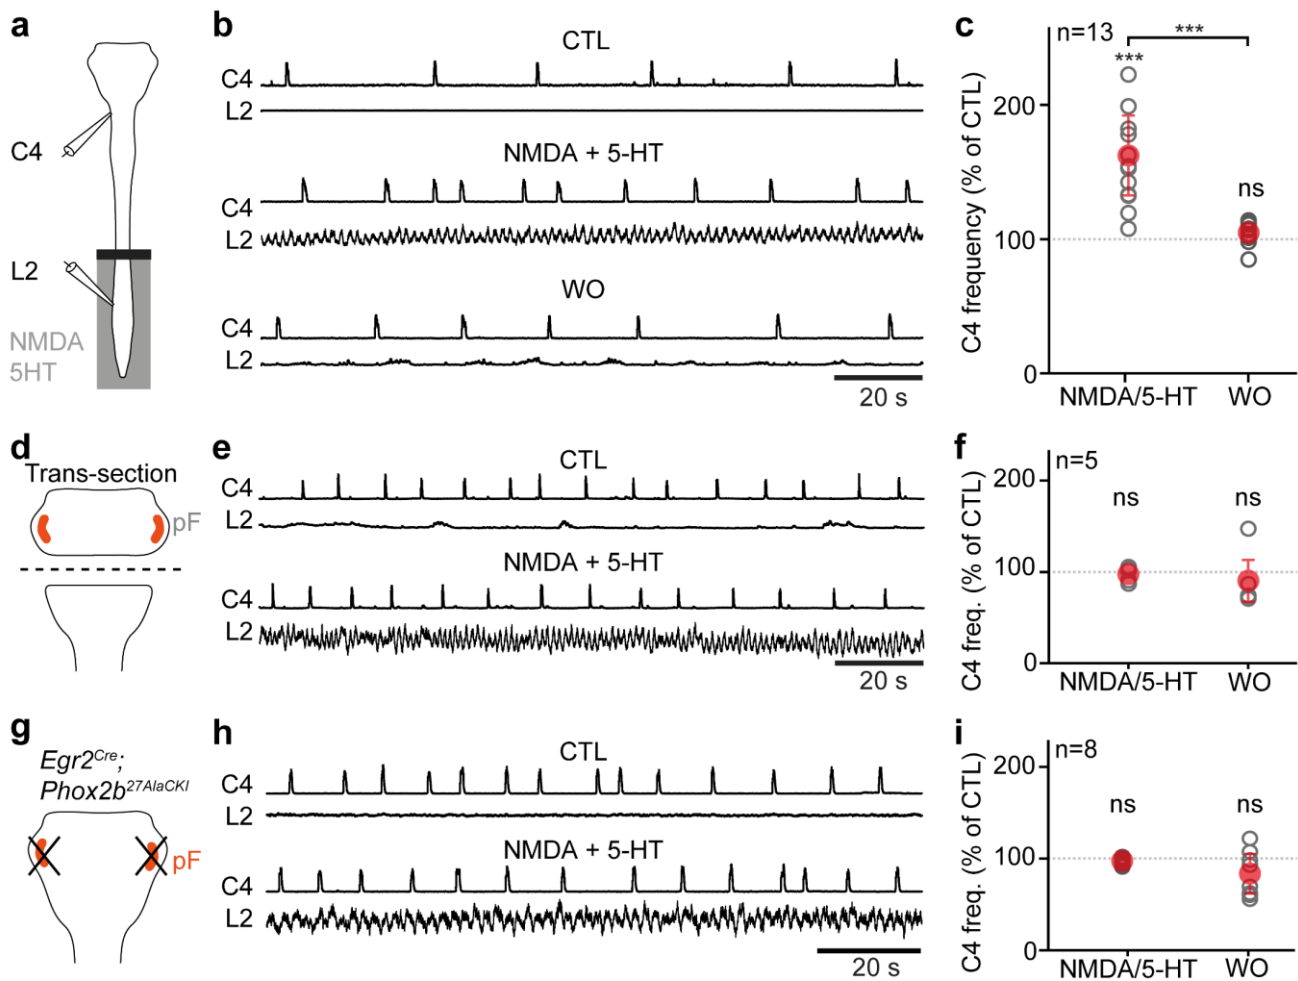 a
C4
L2
NMDA
5HT
b
CTL
C4
L2
NMDA + 5-HT
C4
L2
WO
C4
L2
20 s
c
n=13
***
***
ns
C4 frequency (% of CTL)
200
100
0
NMDA/5-HT
WO
d
Trans-section
pF
e
CTL
C4
L2
NMDA + 5-HT
C4
L2
20 s
f
n=5
ns
ns
C4 freq. (% of CTL)
200
100
0
NMDA/5-HT
WO
g
Egr2Cre;
Phox2b27AlaCKI
pF
h
CTL
C4
L2
NMDA + 5-HT
C4
L2
20 s
i
n=8
ns
ns
C4 freq. (% of CTL)
200
100
0
NMDA/5-HT
WO